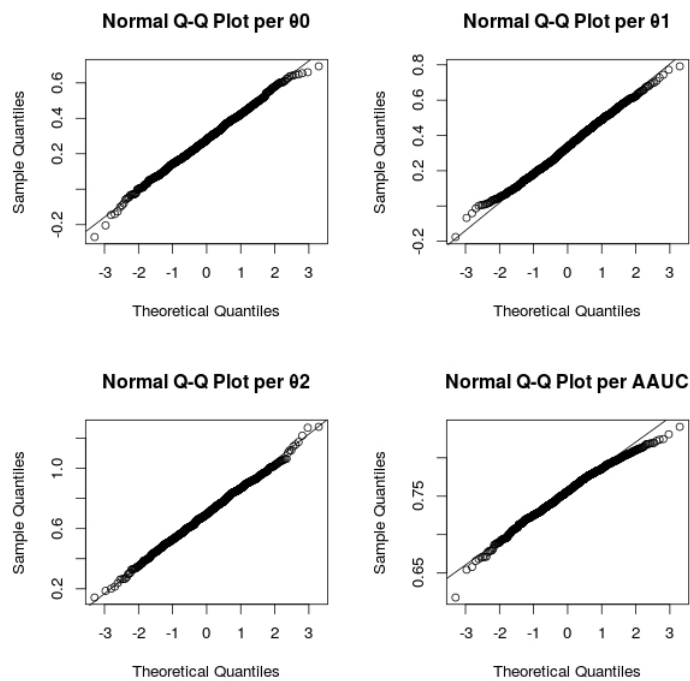 Normal Q-Q Plot per θ0
Sample Quantiles
0.6
0.4
0.2
-0.2
-3 -2 -1 0 1 2 3
Theoretical Quantiles
Normal Q-Q Plot per θ1
Sample Quantiles
0.8
0.6
0.4
0.2
-0.2
-3 -2 -1 0 1 2 3
Theoretical Quantiles
Normal Q-Q Plot per θ2
Sample Quantiles
1.0
0.6
0.2
-3 -2 -1 0 1 2 3
Theoretical Quantiles
Normal Q-Q Plot per AAUC
Sample Quantiles
0.75
0.65
-3 -2 -1 0 1 2 3
Theoretical Quantiles